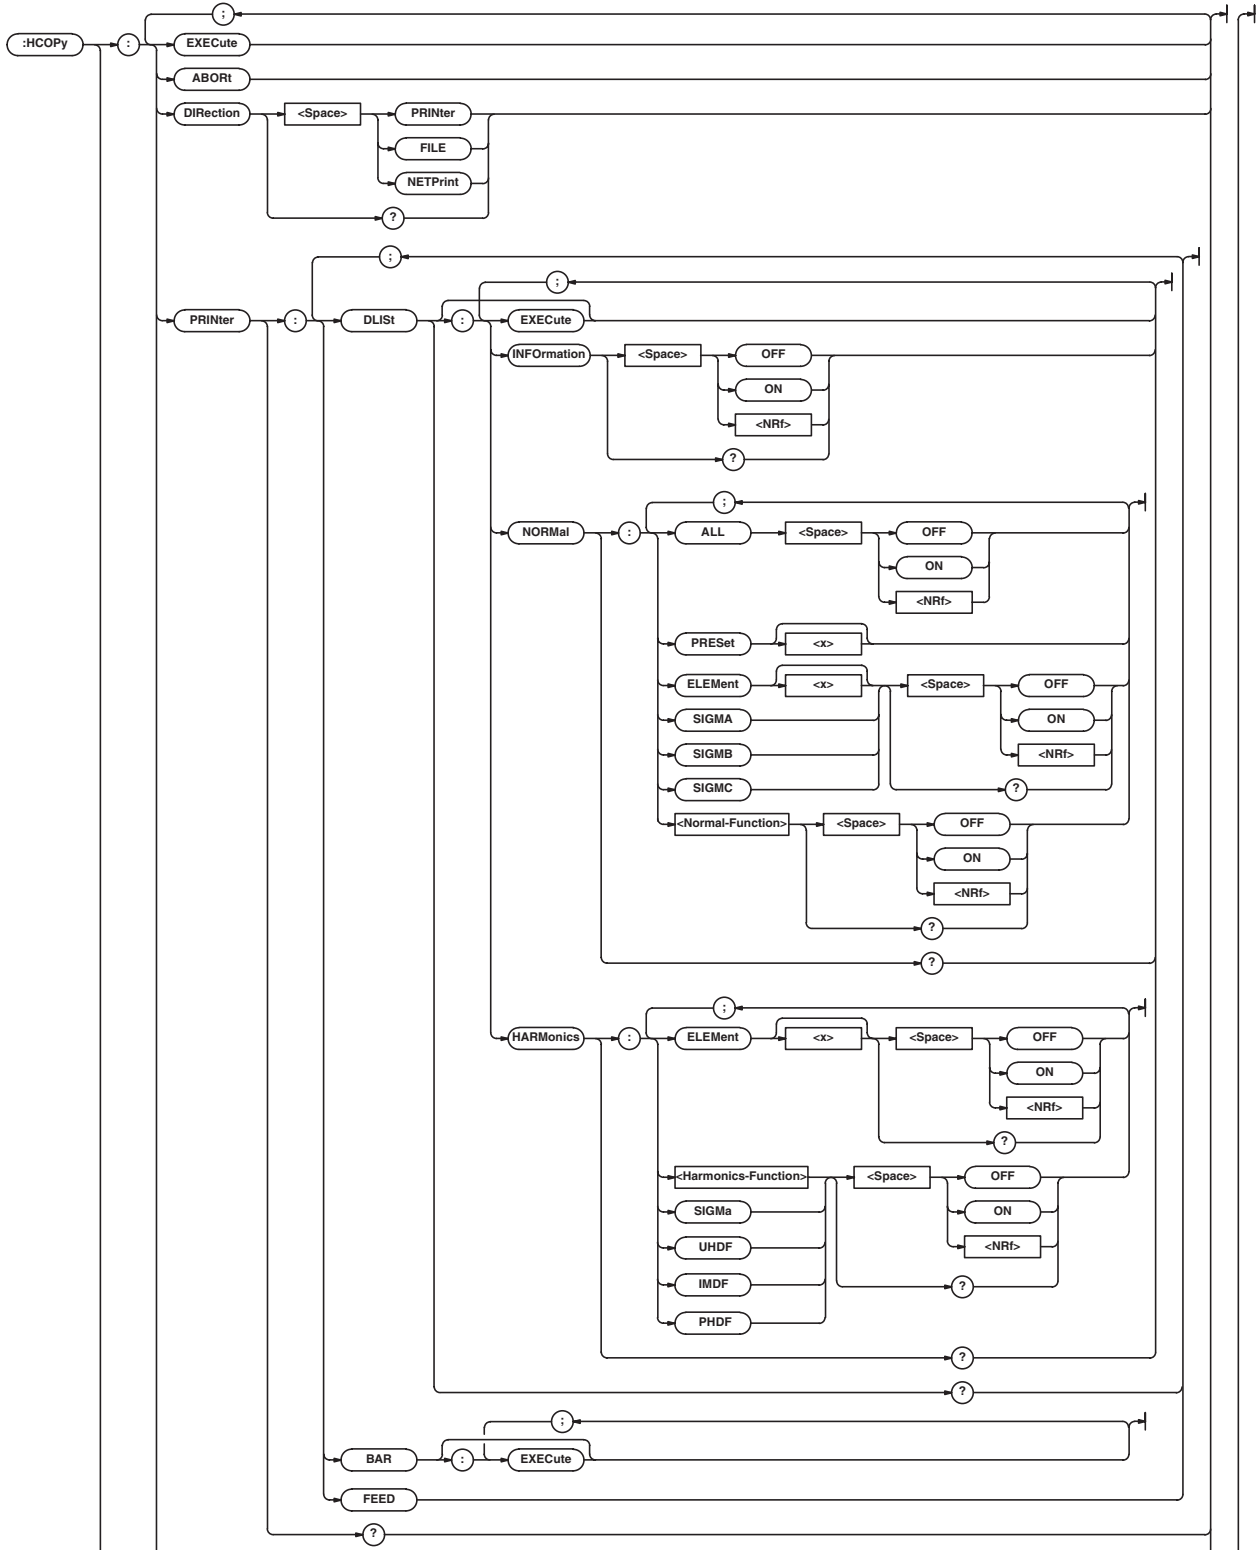 ;
:HCOPy : EXECute
ABORt
DIRection <Space> PRINter
FILE
NETPrint
?
;
;
PRINter : DLISt : EXECute
INFOrmation <Space> OFF
ON
<NRf>
?
;
NORMal : ALL <Space> OFF
ON
<NRf>
PRESet <x>
ELEMent <x> <Space> OFF
SIGMA ON
SIGMB <NRf>
SIGMC ?
<Normal-Function> <Space> OFF
ON
<NRf>
?
?
;
HARMonics : ELEMent <x> <Space> OFF
ON
<NRf>
?
<Harmonics-Function> <Space> OFF
SIGMa ON
UHDF <NRf>
IMDF ?
PHDF
?
?
;
BAR : EXECute
FEED
?